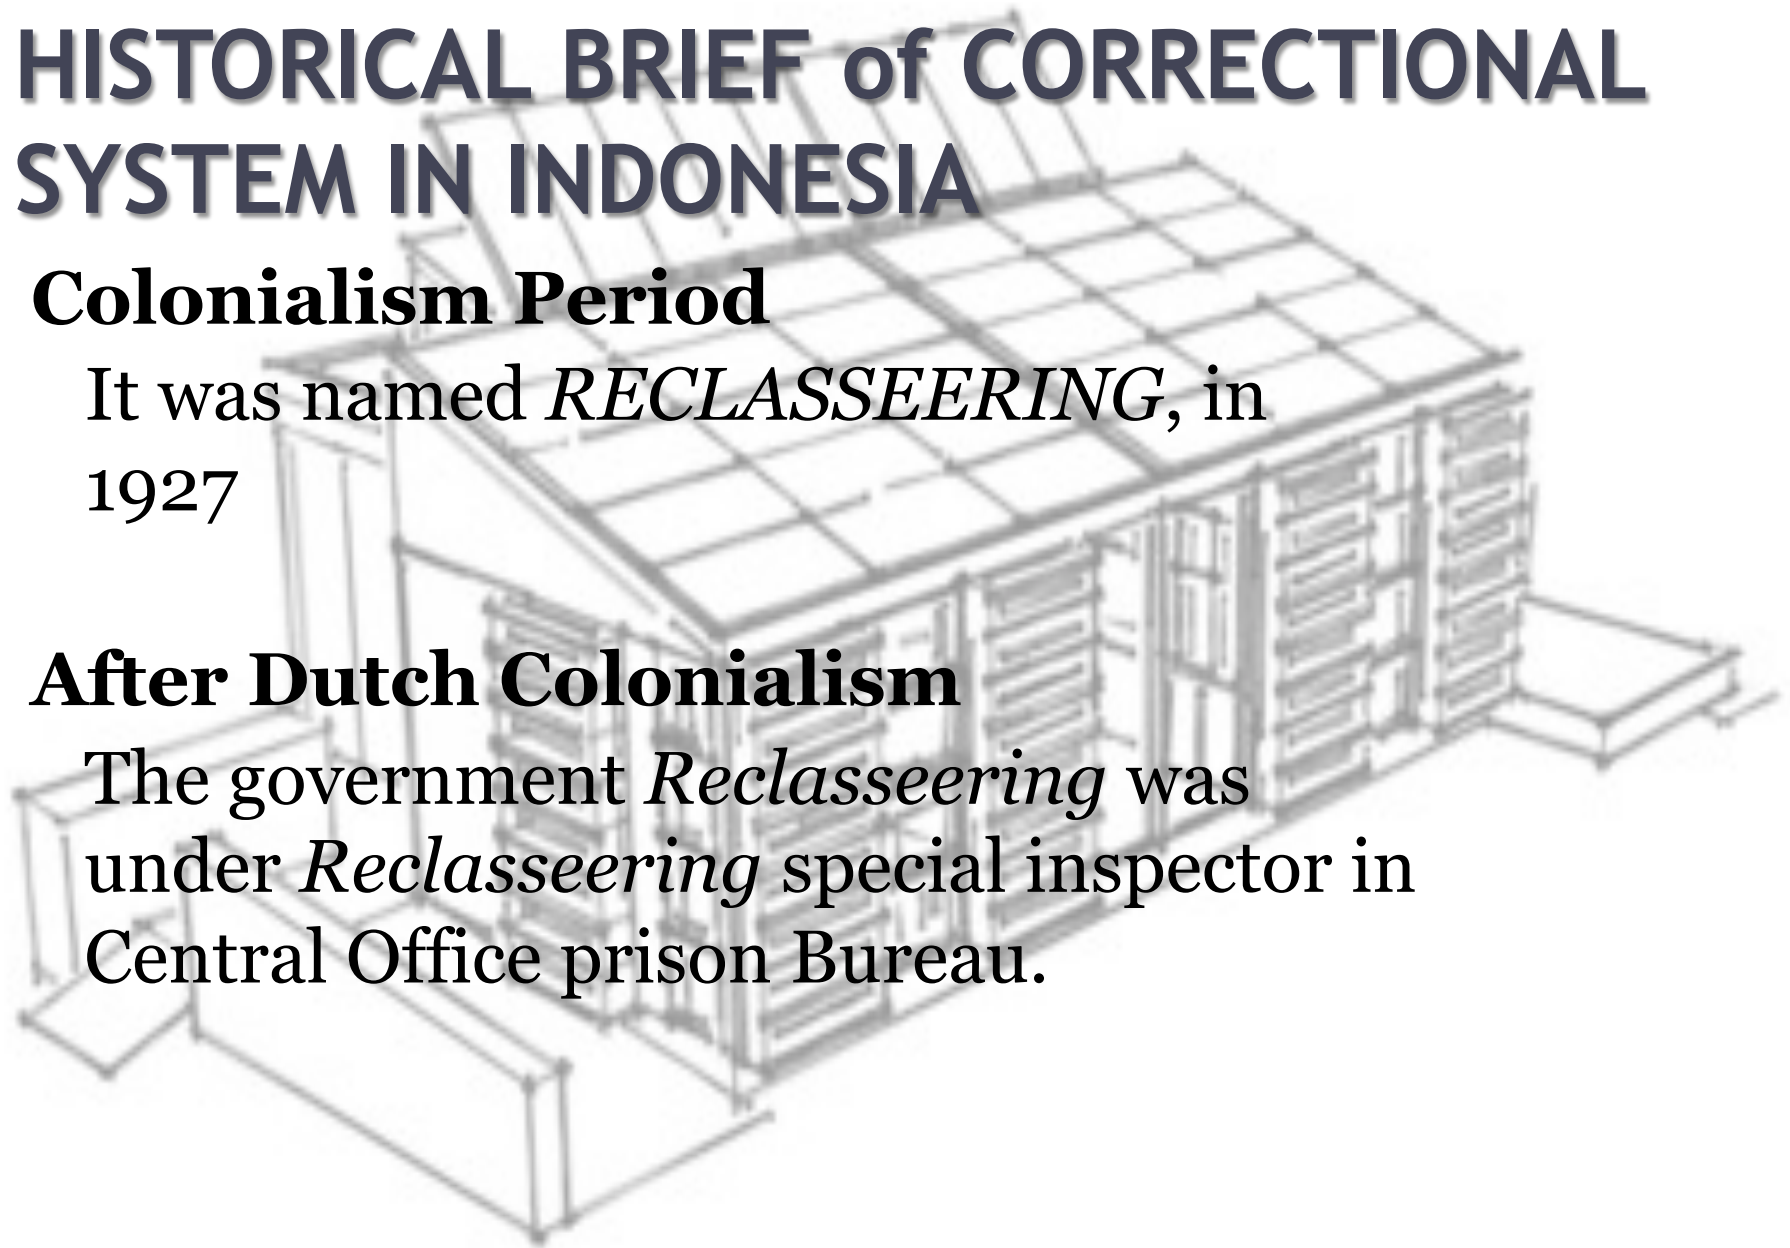 HISTORICAL BRIEF of CORRECTIONAL
SYSTEM IN INDONESIA
Colonialism Period
It was named RECLASSEERING, in
1927
After Dutch Colonialism
The government Reclasseering was
under Reclasseering special inspector in
Central Office prison Bureau.